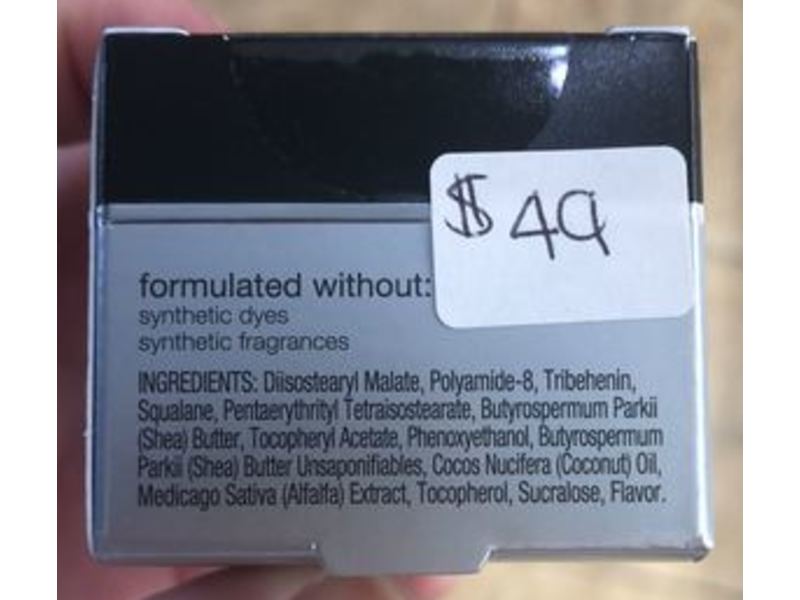 $ 49
formulated without:
synthetic dyes
synthetic fragrances
INGREDIENTS: Diisostearyl Malate, Polyamide-8, Tribehenin,
Squalane, Pentaerythrityl Tetraisostearate, Butyrospermum Parkii
(Shea) Butter, Tocopheryl Acetate, Phenoxyethanol, Butyrospermum
Parkii (Shea) Butter Unsaponifiables, Cocos Nucifera (Coconut) Oil,
Medicago Sativa (Alfalfa) Extract, Tocopherol, Sucralose, Flavor.